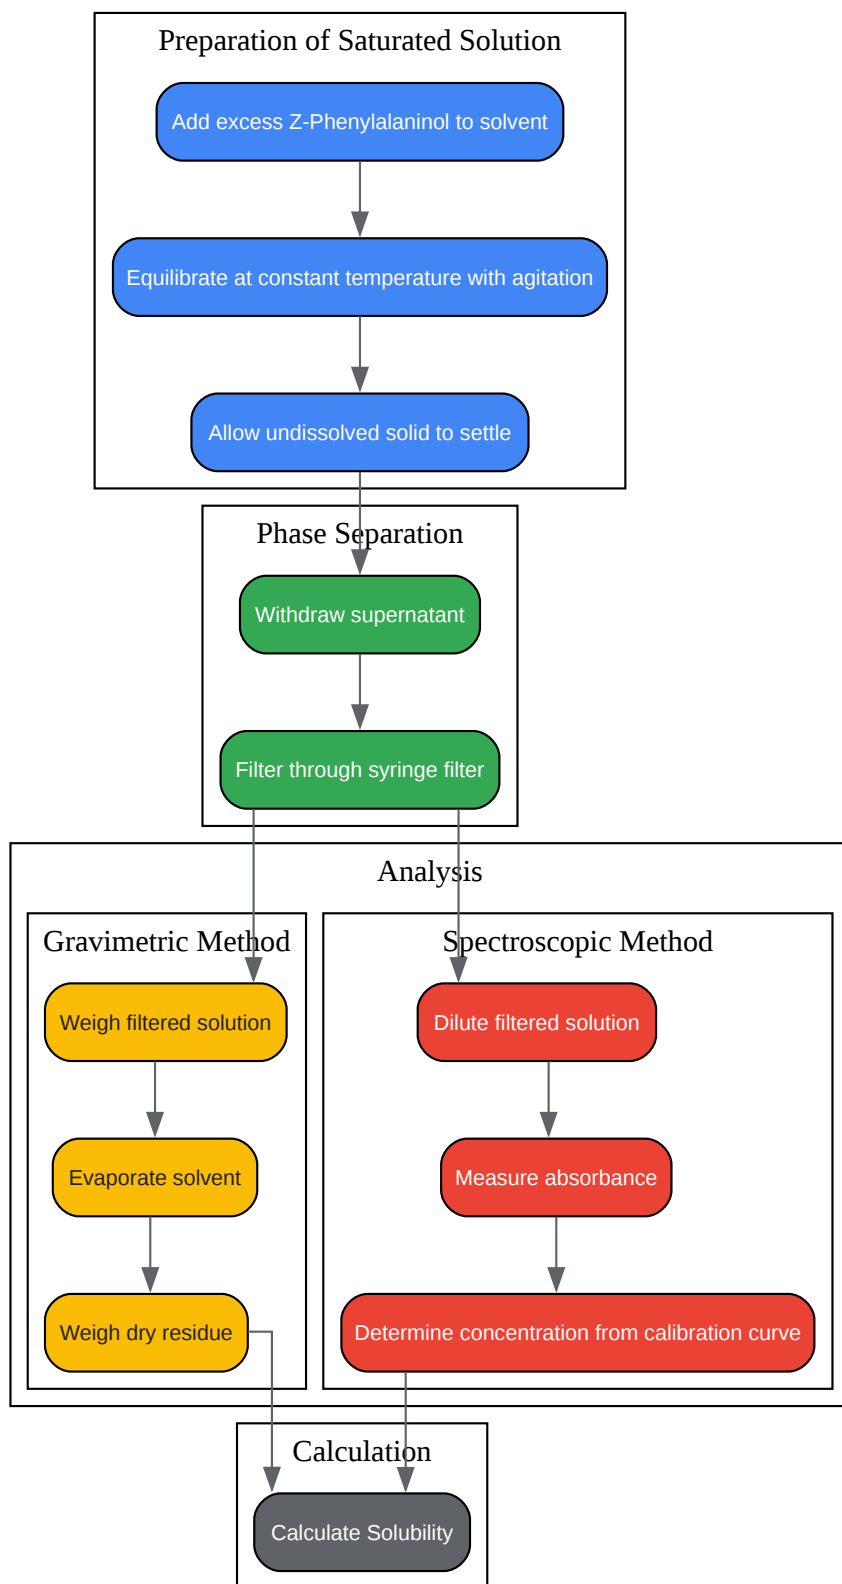 Preparation of Saturated Solution
Add excess Z-Phenylalaninol to solvent
Equilibrate at constant temperature with agitation
Allow undissolved solid to settle
Phase Separation
Withdraw supernatant
Filter through syringe filter
Analysis
Gravimetric Method
Weigh filtered solution
Evaporate solvent
Weigh dry residue
Spectroscopic Method
Dilute filtered solution
Measure absorbance
Determine concentration from calibration curve
Calculation
Calculate Solubility